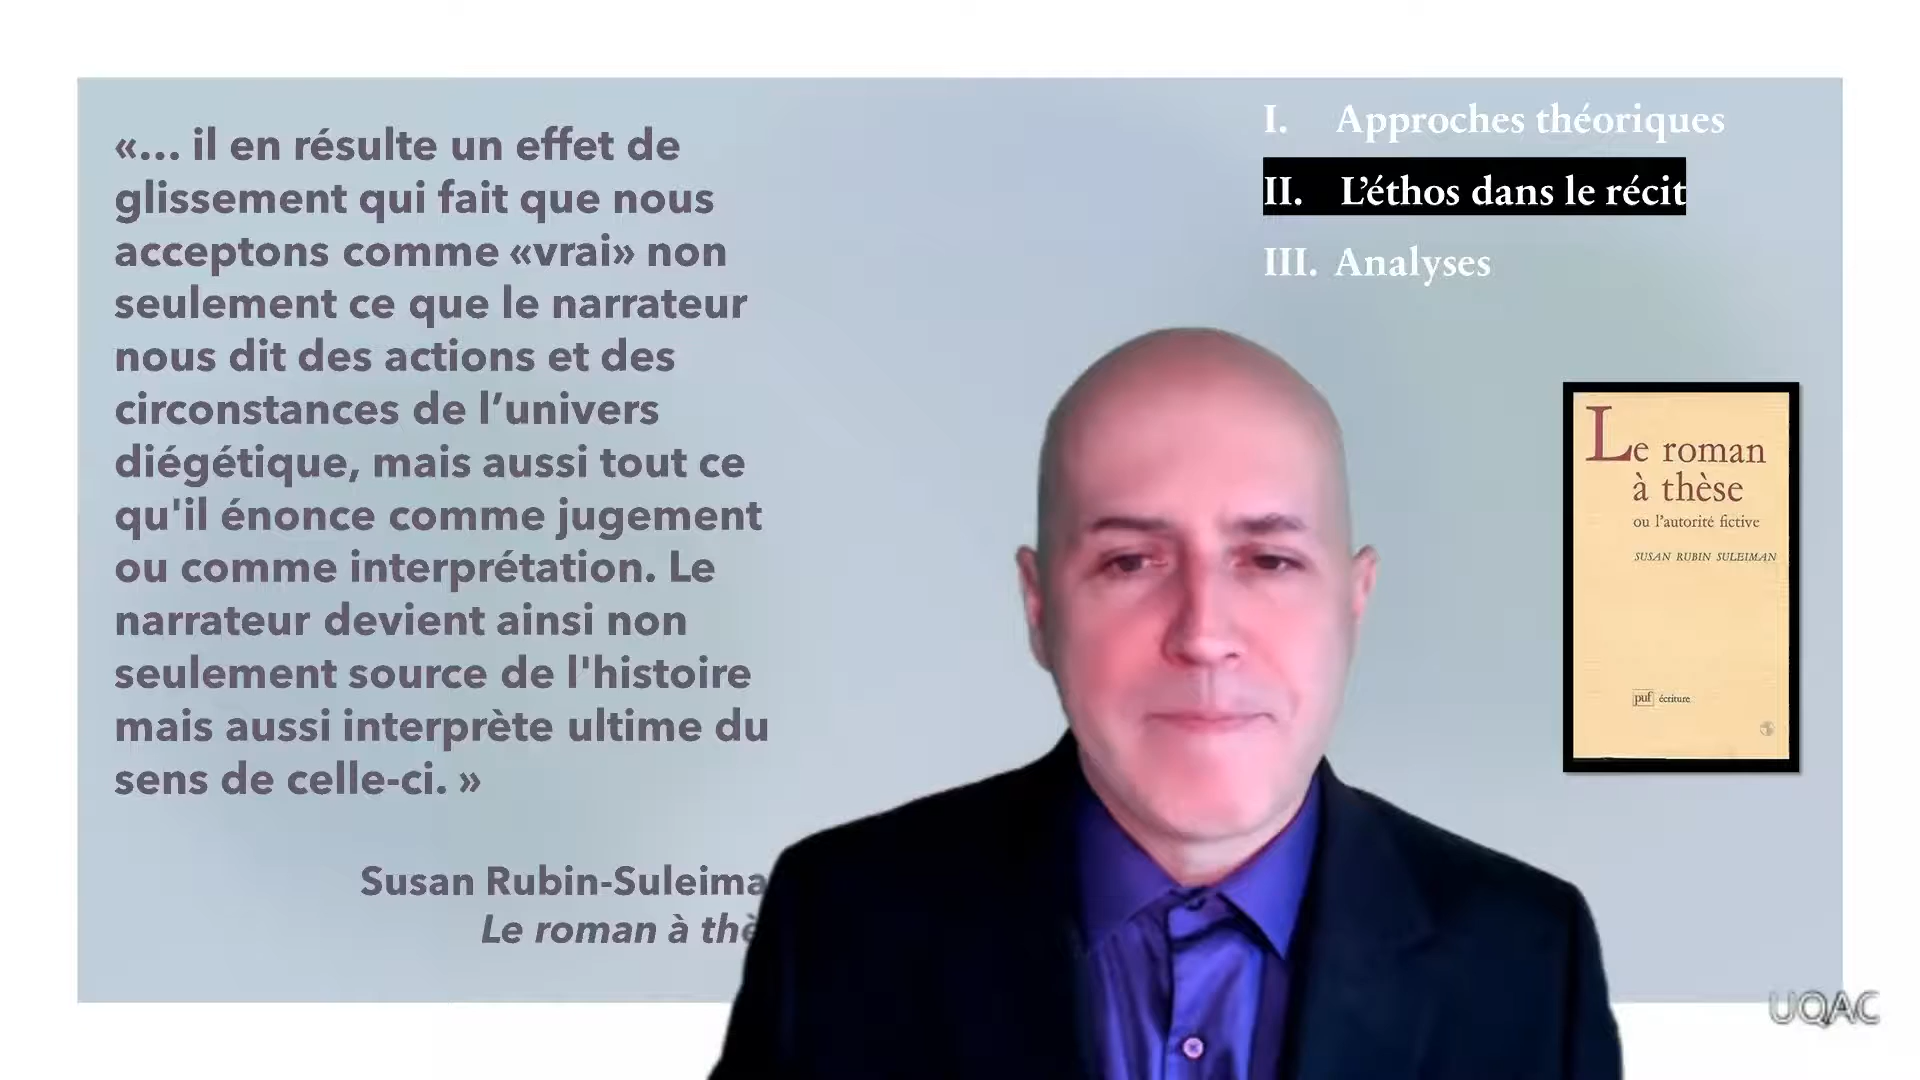 «... il en résulte un effet de
glissement qui fait que nous
acceptons comme «vrai» non
seulement ce que le narrateur
nous dit des actions et des
circonstances de l’univers
diégétique, mais aussi tout ce
qu'il énonce comme jugement
ou comme interprétation. Le
narrateur devient ainsi non
seulement source de l'histoire
mais aussi interprète ultime du
sens de celle-ci. »
Susan Rubin-Suleima
Le roman à thè
I. Approches théoriques
II. L’éthos dans le récit
III. Analyses
Le roman
à thèse
ou l’autorité fictive
SUSAN RUBIN SULEIMAN
puf écriture
UQAC